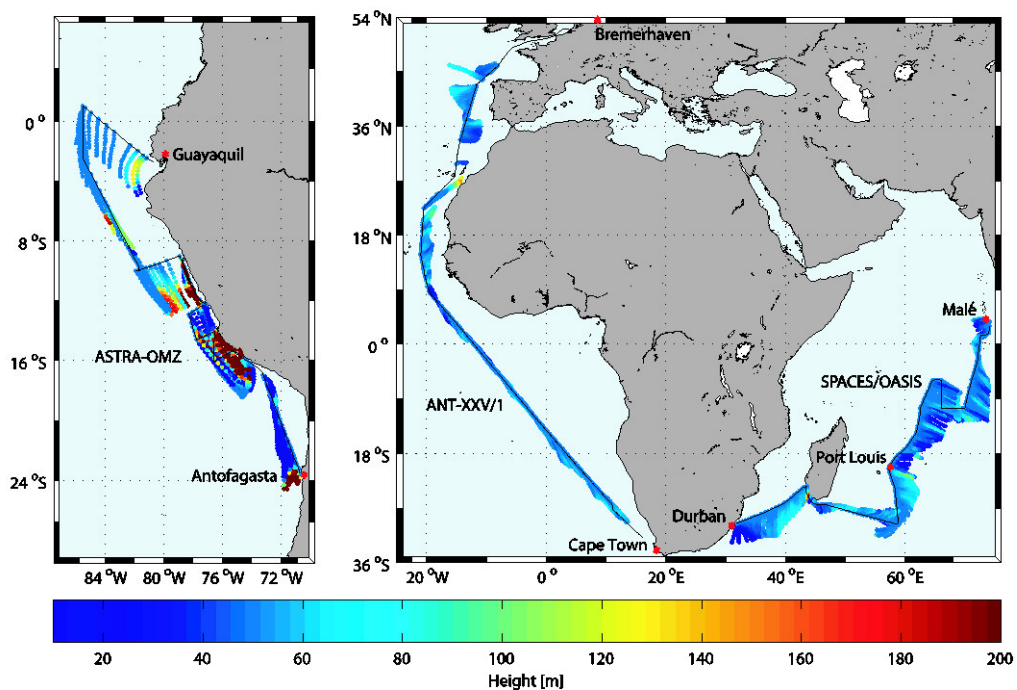 54 °N
Bremerhaven
0 °
Guayaquil
36 °N
8 °S
18 °N
Malé
ASTRA-OMZ
16 °S
0 °
SPACES/OASIS
ANT-XXV/1
Antofagasta
24 °S
18 °S
Port Louis
Durban
Cape Town
36 °S
84 °W 80 °W 76 °W 72 °W
20 °W 0 °E 20 °E 40 °E 60 °E
20 40 60 80 100 120 140 160 180 200
Height [m]